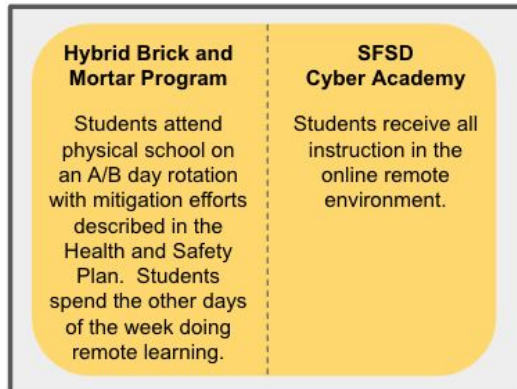 Hybrid Brick and
Mortar Program
Students attend
physical school on
an A/B day rotation
with mitigation efforts
described in the
Health and Safety
Plan.  Students
spend the other days
of the week doing
remote learning.
SFSD
Cyber Academy
Students receive all
instruction in the
online remote
environment.